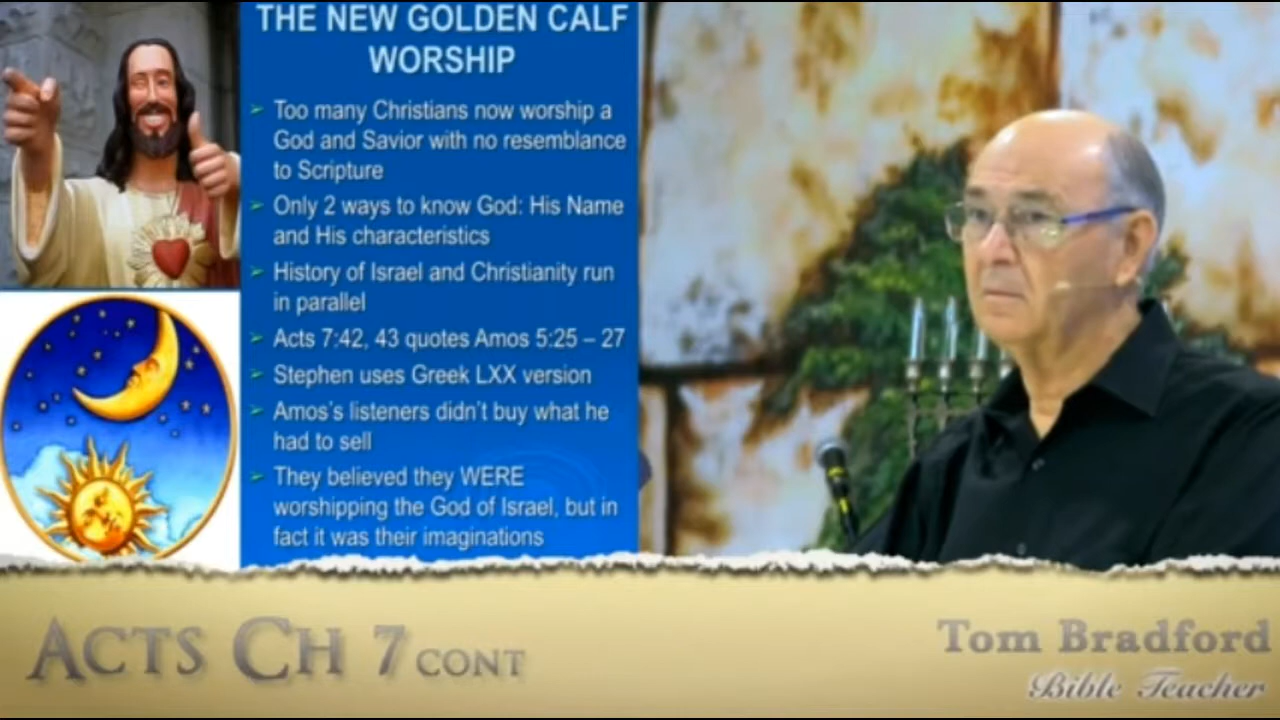 THE NEW GOLDEN CALF
WORSHIP
➢ Too many Christians now worship a
God and Savior with no resemblance
to Scripture
➢ Only 2 ways to know God: His Name
and His characteristics
➢ History of Israel and Christianity run
in parallel
➢ Acts 7:42, 43 quotes Amos 5:25 – 27
➢ Stephen uses Greek LXX version
➢ Amos's listeners didn't buy what he
had to sell
➢ They believed they WERE
worshipping the God of Israel, but in
fact it was their imaginations
ACTS CH 7 CONT
Tom Bradford
Bible Teacher